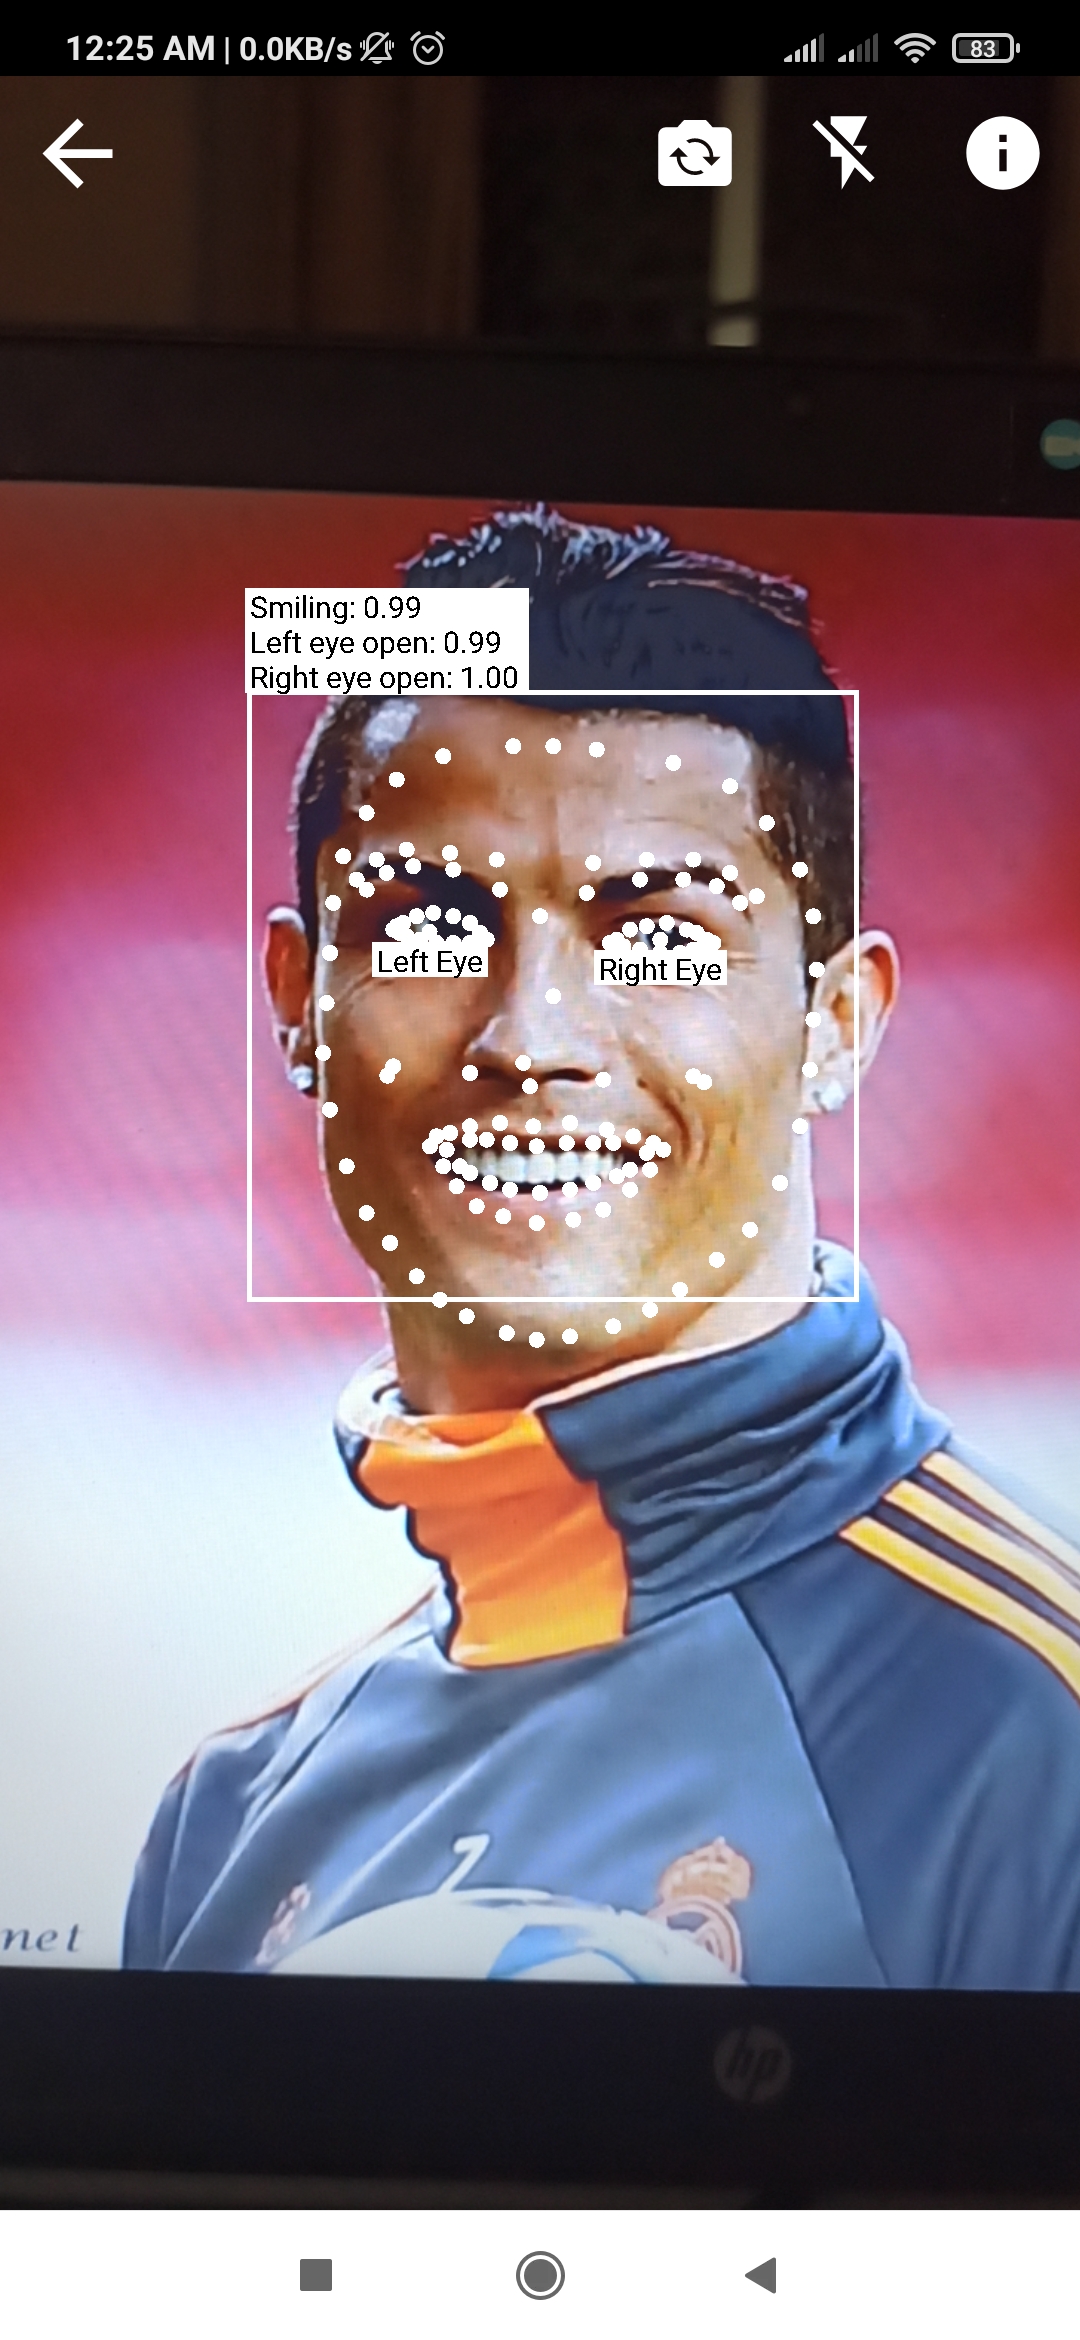 12:25 AM | 0.0KB/s
83
Smiling: 0.99
Left eye open: 0.99
Right eye open: 1.00
Left Eye
Right Eye
7
net
hp